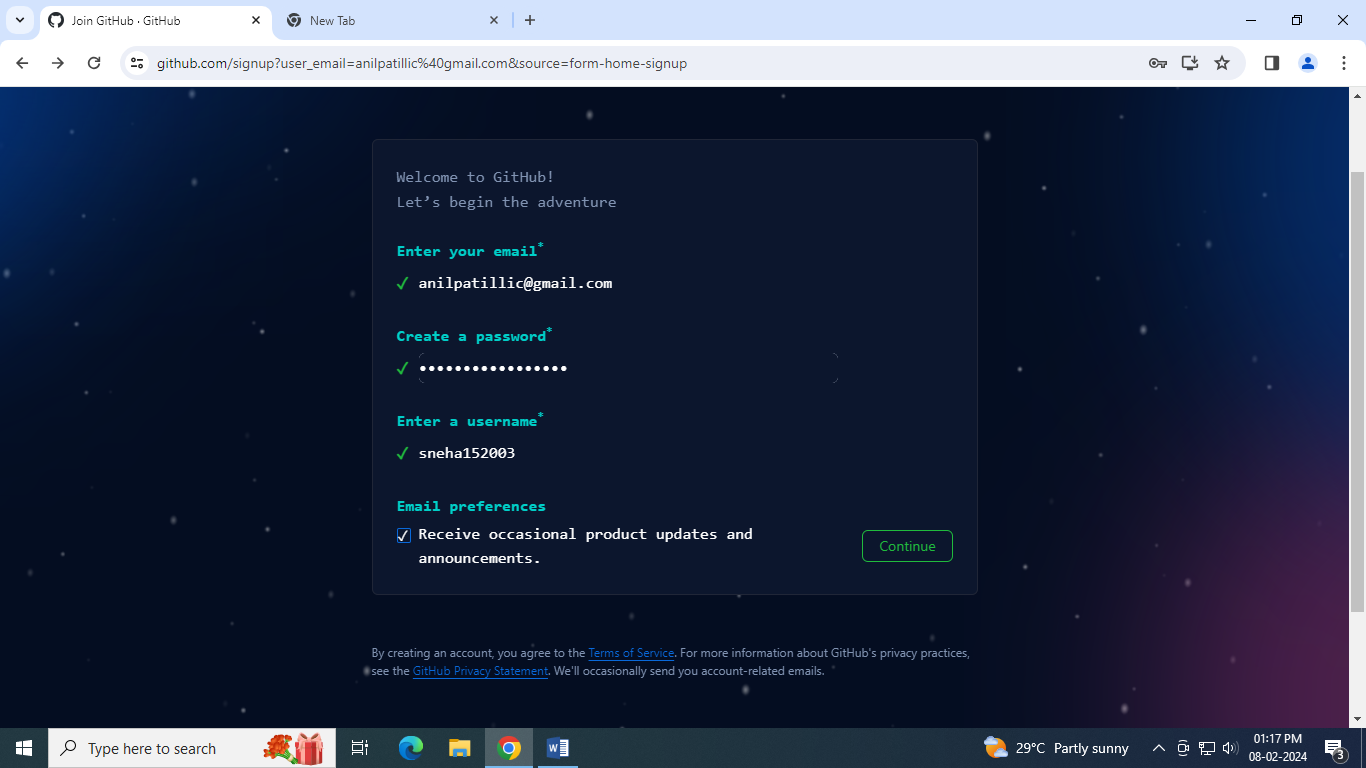 Join GitHub · GitHub
New Tab
github.com/signup?user_email=anilpatillic%40gmail.com&source=form-home-signup
Welcome to GitHub!
Let’s begin the adventure
Enter your email*
✓ anilpatillic@gmail.com
Create a password*
✓ •••••••••••••••••
Enter a username*
✓ sneha152003
Email preferences
Receive occasional product updates and
announcements.
Continue
By creating an account, you agree to the Terms of Service. For more information about GitHub's privacy practices,
see the GitHub Privacy Statement. We'll occasionally send you account-related emails.
Type here to search
29°C Partly sunny
01:17 PM
08-02-2024
3